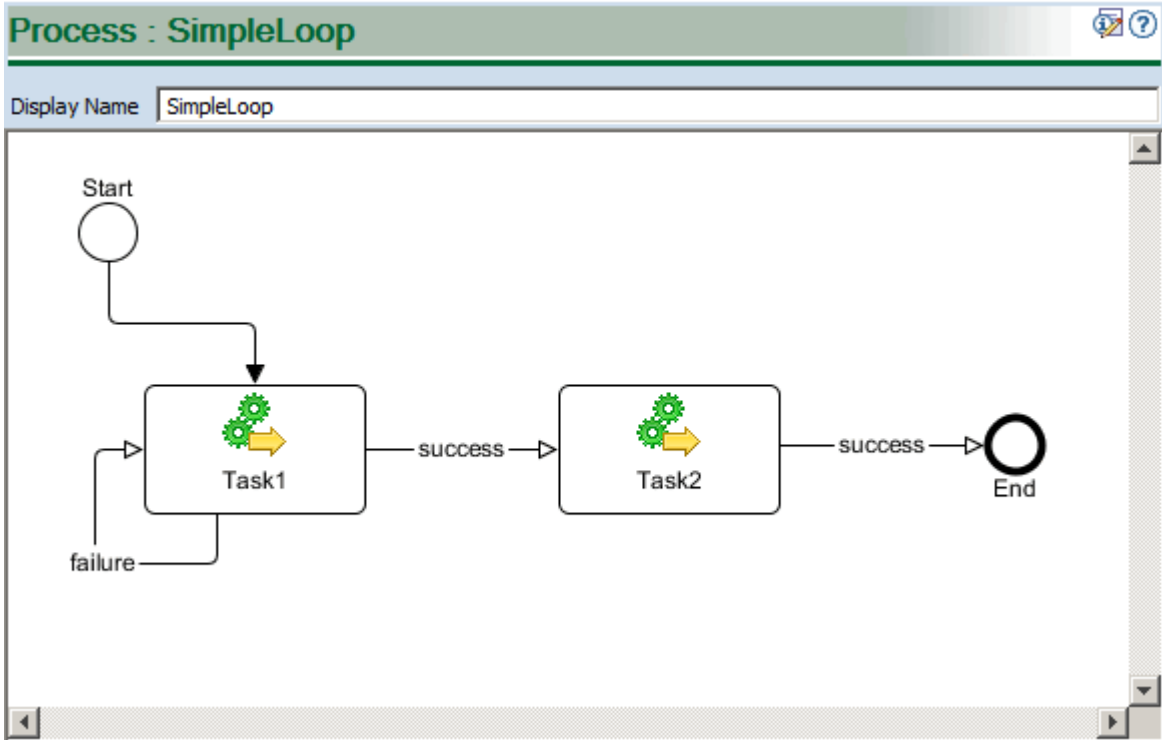 Process : SimpleLoop
Display Name SimpleLoop
Start
Task1
success
Task2
success
End
failure